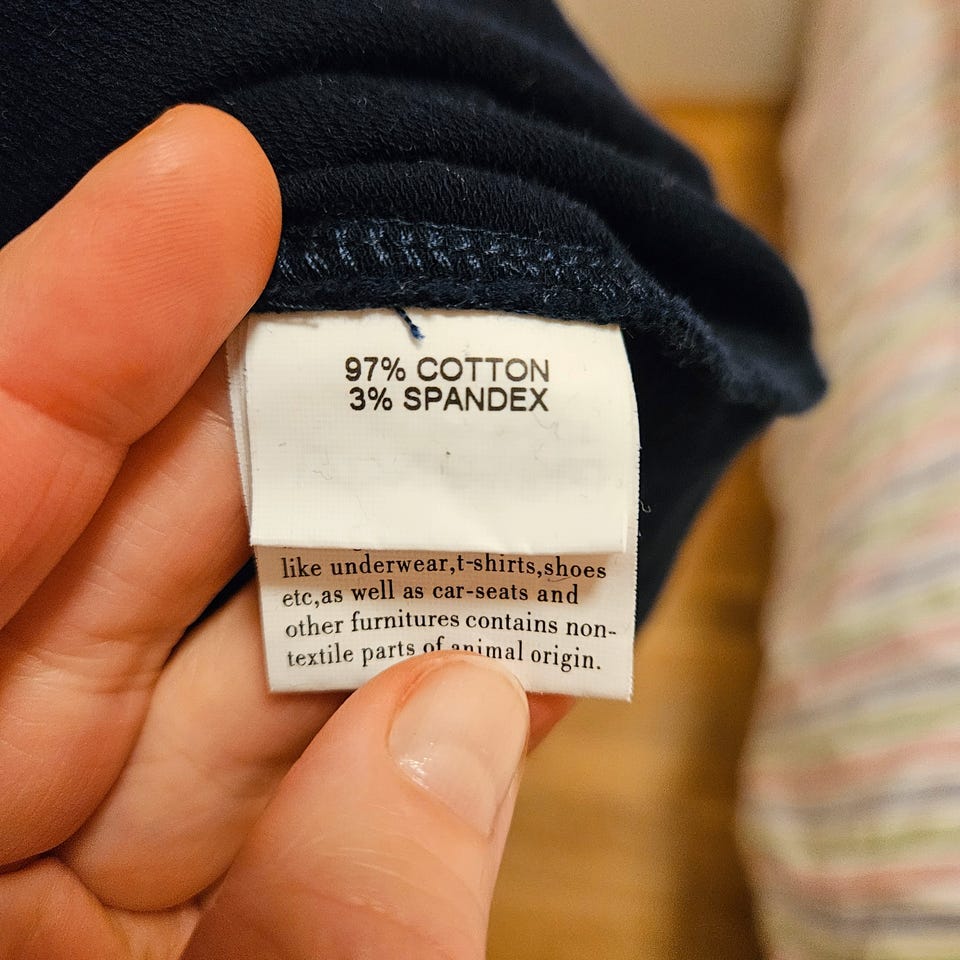 97% COTTON
3% SPANDEX
like underwear,t-shirts,shoes
etc,as well as car-seats and
other furnitures contains non-
textile parts of animal origin.